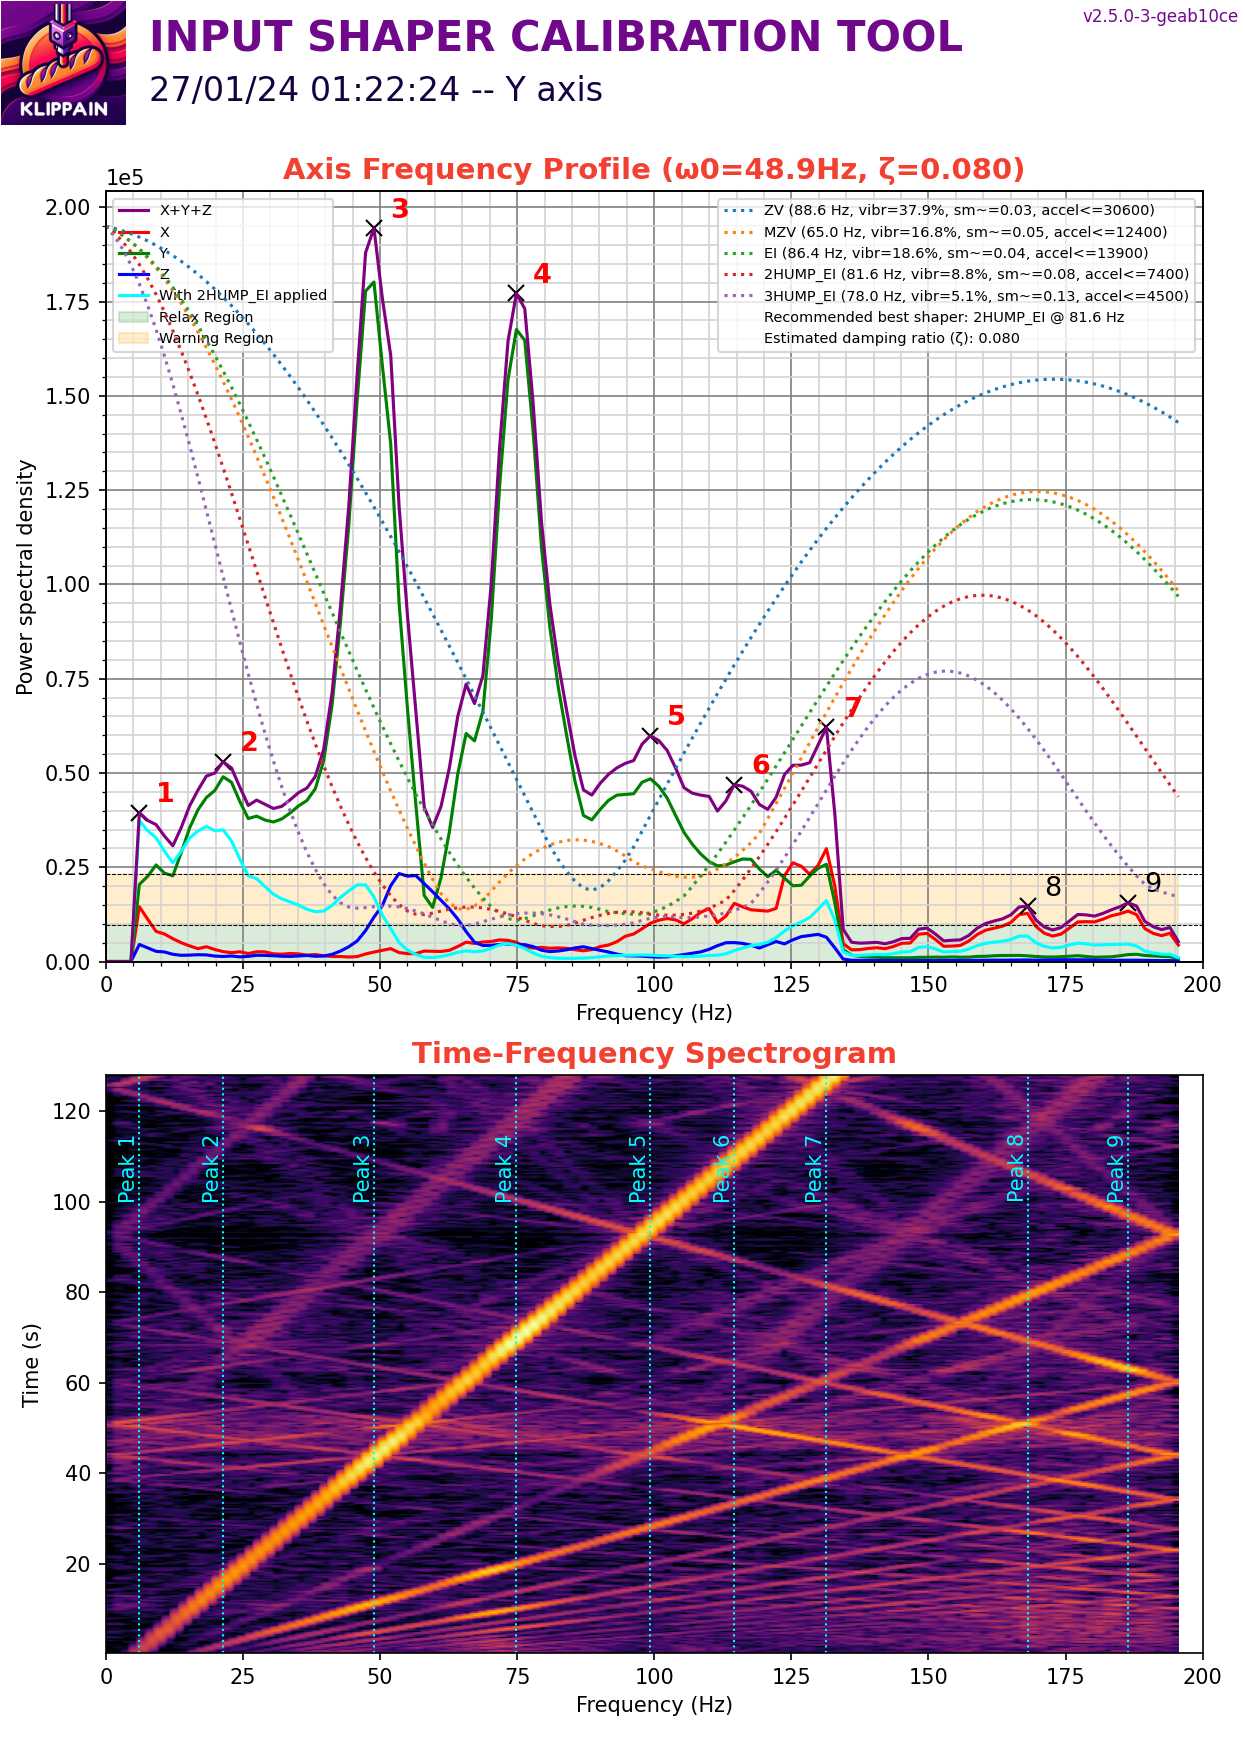 v2.5.0-3-geab10ce
INPUT SHAPER CALIBRATION TOOL
27/01/24 01:22:24 -- Y axis
KLIPPAIN
Axis Frequency Profile (ω0=48.9Hz, ζ=0.080)
1e5
X+Y+Z
X
Y
Z
With 2HUMP_EI applied
Relax Region
Warning Region
ZV (88.6 Hz, vibr=37.9%, sm~=0.03, accel<=30600)
MZV (65.0 Hz, vibr=16.8%, sm~=0.05, accel<=12400)
EI (86.4 Hz, vibr=18.6%, sm~=0.04, accel<=13900)
2HUMP_EI (81.6 Hz, vibr=8.8%, sm~=0.08, accel<=7400)
3HUMP_EI (78.0 Hz, vibr=5.1%, sm~=0.13, accel<=4500)
Recommended best shaper: 2HUMP_EI @ 81.6 Hz
Estimated damping ratio (ζ): 0.080
1
2
3
4
5
6
7
8
9
2.00
1.75
1.50
1.25
1.00
0.75
0.50
0.25
0.00
Power spectral density
0 25 50 75 100 125 150 175 200
Frequency (Hz)
Time-Frequency Spectrogram
Peak 1
Peak 2
Peak 3
Peak 4
Peak 5
Peak 6
Peak 7
Peak 8
Peak 9
120
100
80
60
40
20
Time (s)
0 25 50 75 100 125 150 175 200
Frequency (Hz)